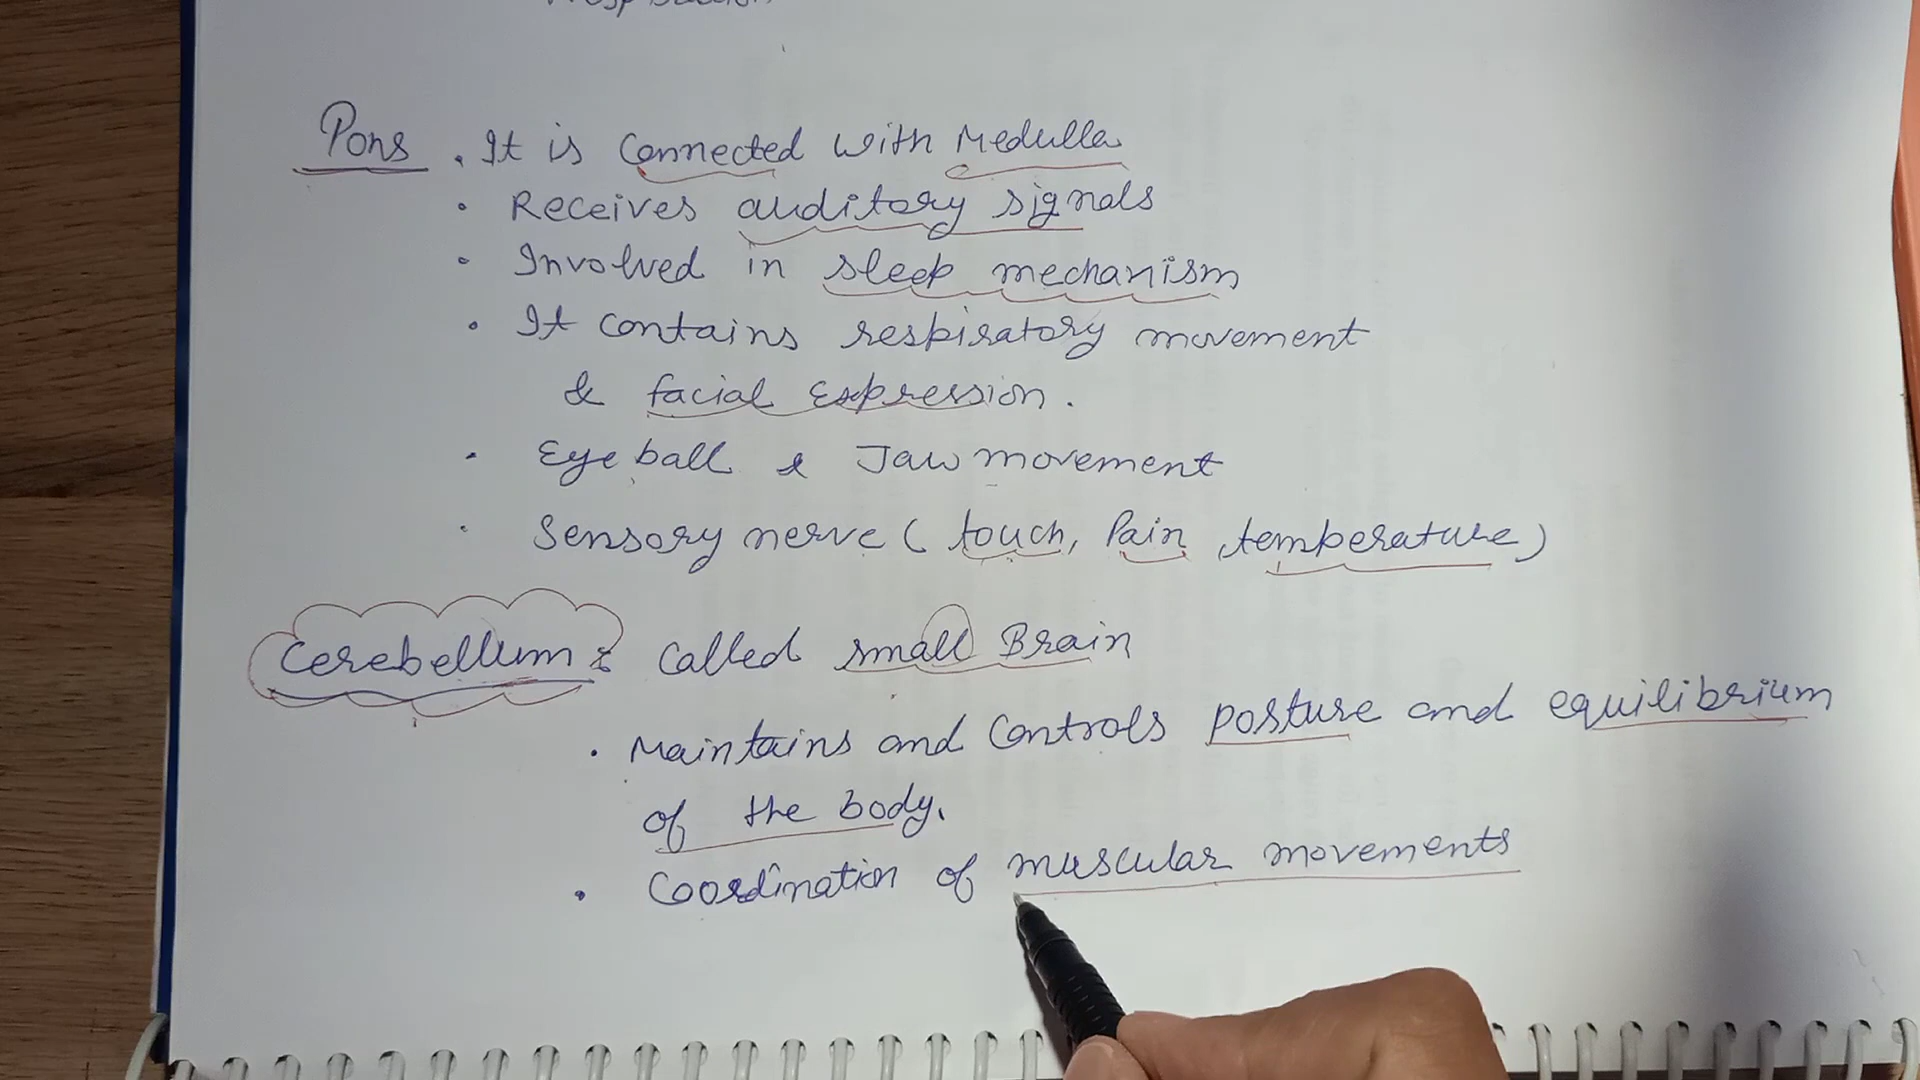 Pons . It is connected with Medulla
• Receives auditory signals
• Involved in sleep mechanism
• It contains respiratory movement
& facial expression.
• Eye ball & Jaw movement
• Sensory nerve (touch, Pain, temperature)
Cerebellum : called small Brain
• Maintains and controls posture and equilibrium
of the body.
• Coordination of muscular movements